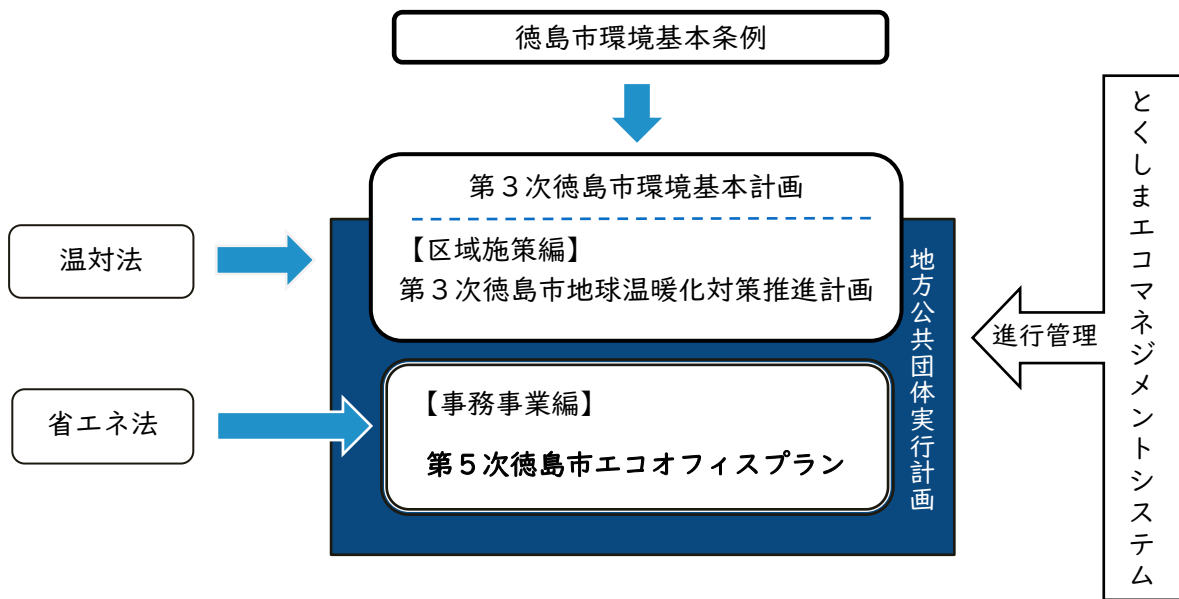 徳島市環境基本条例
第３次徳島市環境基本計画
【区域施策編】
第３次徳島市地球温暖化対策推進計画
温対法
省エネ法
【事務事業編】
第５次徳島市エコオフィスプラン
地方公共団体実行計画
進行管理
とくしまエコマネジメントシステム